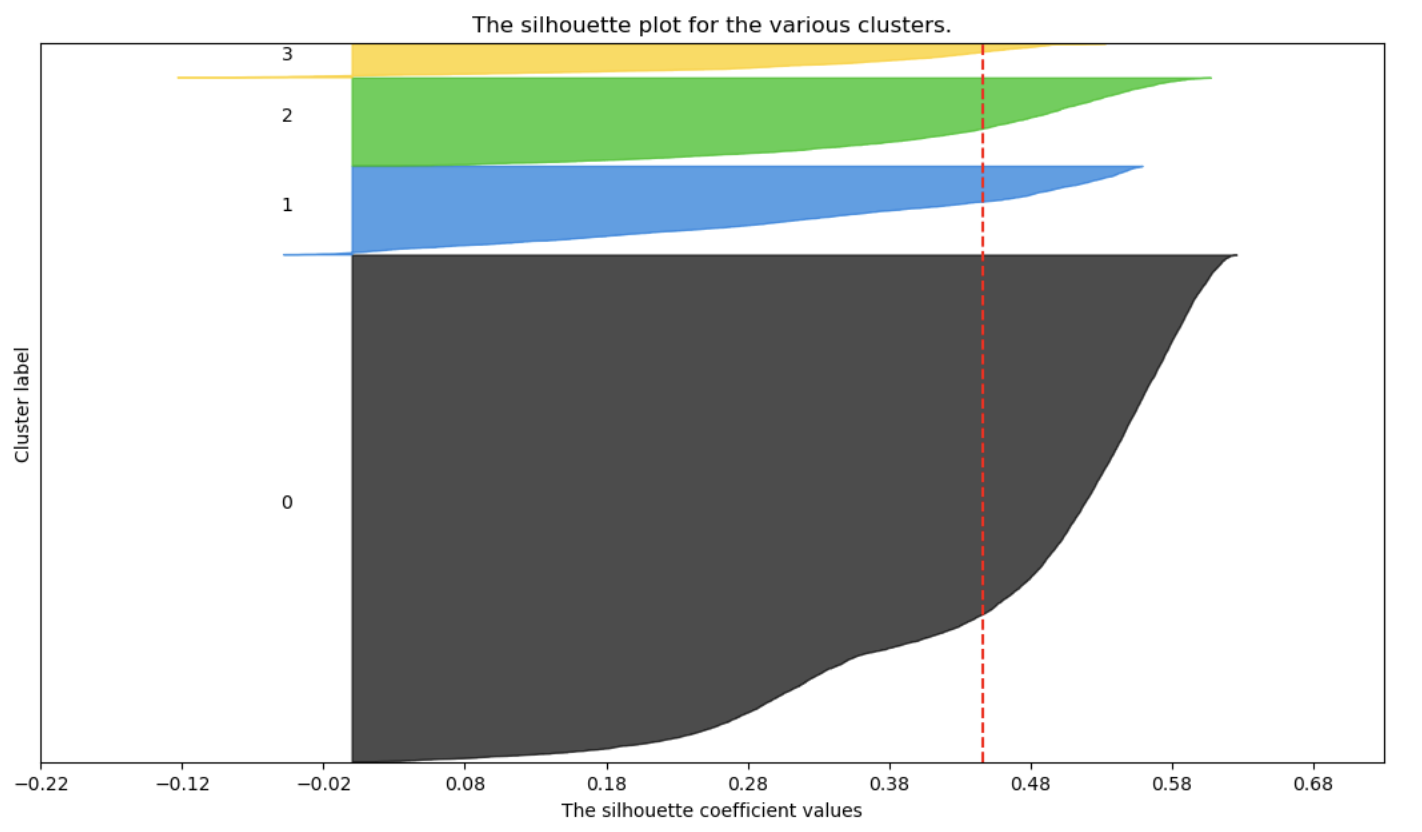 The silhouette plot for the various clusters.
3
2
1
0
Cluster label
−0.22 −0.12 −0.02 0.08 0.18 0.28 0.38 0.48 0.58 0.68
The silhouette coefficient values